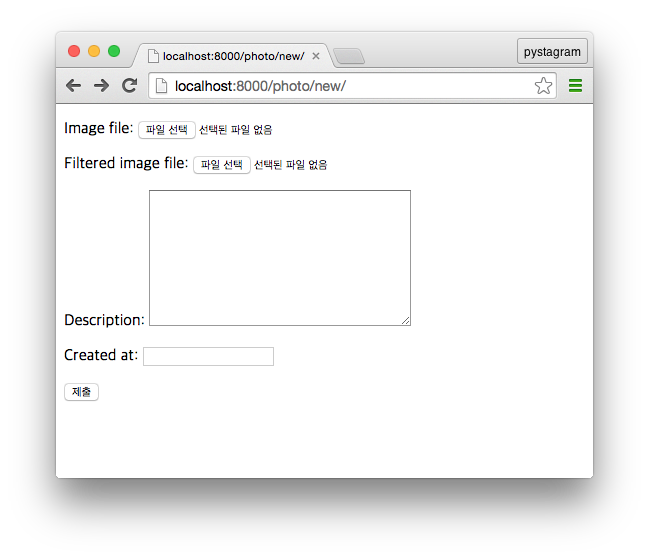 localhost:8000/photo/new/
pystagram
localhost:8000/photo/new/
Image file: 파일 선택 선택된 파일 없음
Filtered image file: 파일 선택 선택된 파일 없음
Description:
Created at:
제출